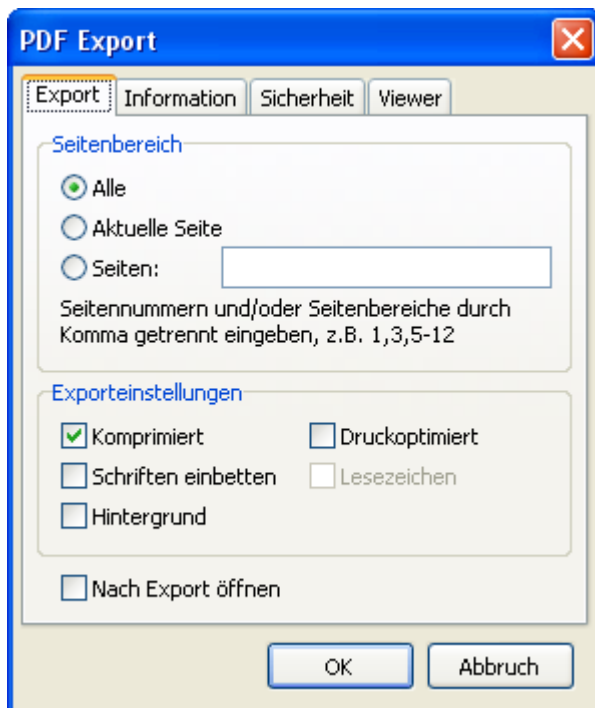 PDF Export
Export Information Sicherheit Viewer
Seitenbereich
Alle
Aktuelle Seite
Seiten:
Seitennummern und/oder Seitenbereiche durch
Komma getrennt eingeben, z.B. 1,3,5-12
Exporteinstellungen
Komprimiert Druckoptimiert
Schriften einbetten Lesezeichen
Hintergrund
Nach Export öffnen
OK Abbruch